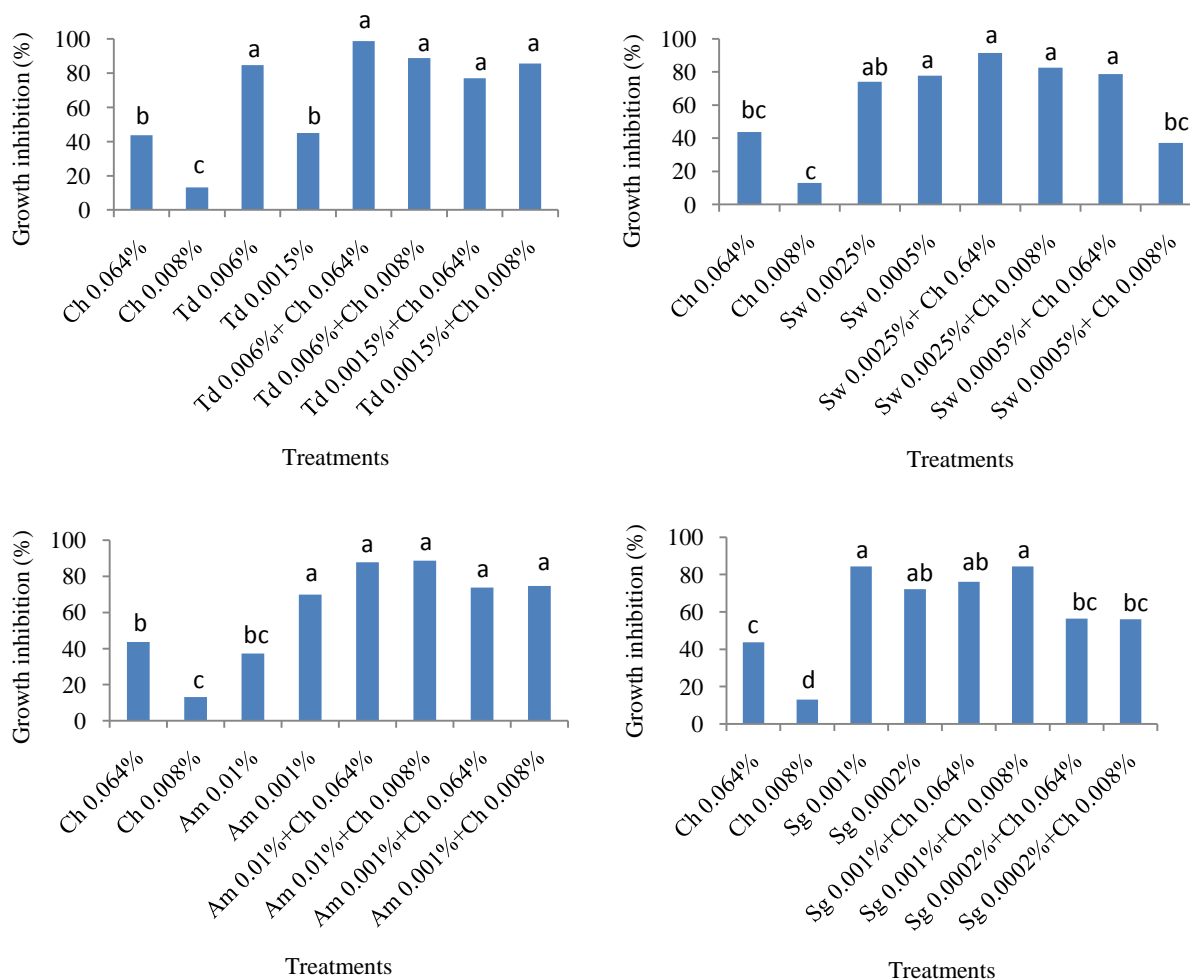 Growth inhibition (%)
100
80
60
40
20
0
b
c
a
b
a
a
a
a
Ch 0.064%
Ch 0.008%
Td 0.006%
Td 0.0015%
Td 0.006%+ Ch 0.064%
Td 0.006%+Ch 0.008%
Td 0.0015%+Ch 0.064%
Td 0.0015%+Ch 0.008%
Treatments
Growth inhibition (%)
100
80
60
40
20
0
bc
c
ab
a
a
a
a
bc
Ch 0.064%
Ch 0.008%
Sw 0.0025%
Sw 0.0005%
Sw 0.0025%+ Ch 0.64%
Sw 0.0025%+Ch 0.008%
Sw 0.0005%+ Ch 0.064%
Sw 0.0005%+ Ch 0.008%
Treatments
Growth inhibition (%)
100
80
60
40
20
0
b
c
bc
a
a
a
a
a
Ch 0.064%
Ch 0.008%
Am 0.01%
Am 0.001%
Am 0.01%+Ch 0.064%
Am 0.01%+Ch 0.008%
Am 0.001%+Ch 0.064%
Am 0.001%+Ch 0.008%
Treatments
Growth inhibition (%)
100
80
60
40
20
0
c
d
a
ab
ab
a
bc
bc
Ch 0.064%
Ch 0.008%
Sg 0.001%
Sg 0.0002%
Sg 0.001%+Ch 0.064%
Sg 0.001%+Ch 0.008%
Sg 0.0002%+Ch 0.064%
Sg 0.0002%+Ch 0.008%
Treatments